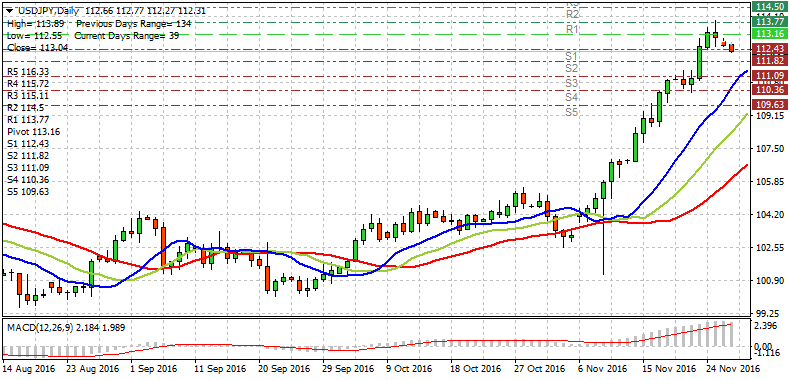 USDJPY,Daily 112.66 112.77 112.27 112.31
High= 113.89 Previous Days Range= 134
Low= 112.55 Current Days Range= 39
Close= 113.04
R5 116.33
R4 115.72
R3 115.11
R2 114.5
R1 113.77
Pivot 113.16
S1 112.43
S2 111.82
S3 111.09
S4 110.36
S5 109.63
R3
R2
R1
S1
S2
S3
S4
S5
114.50
113.77
113.16
112.43
111.82
111.09
110.36
109.63
109.15
107.50
105.85
104.20
102.55
100.90
99.25
MACD(12,26,9) 2.184 1.989
2.396
0.00
-1.116
14 Aug 2016 23 Aug 2016 1 Sep 2016 11 Sep 2016 20 Sep 2016 29 Sep 2016 9 Oct 2016 18 Oct 2016 27 Oct 2016 6 Nov 2016 15 Nov 2016 24 Nov 2016